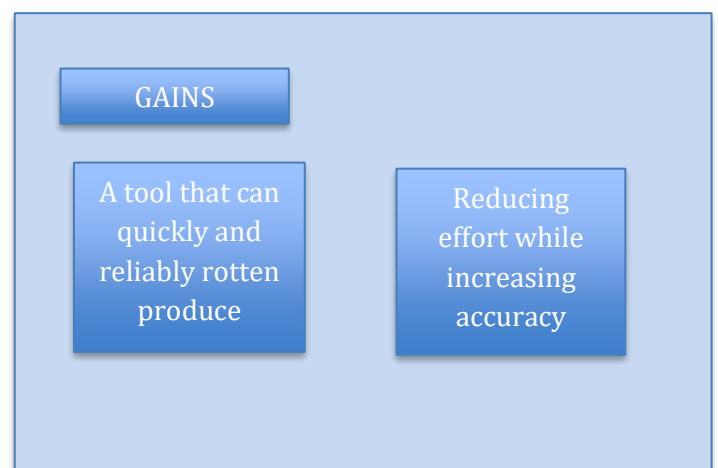 GAINS
A tool that can
quickly and
reliably rotten
produce
Reducing
effort while
increasing
accuracy